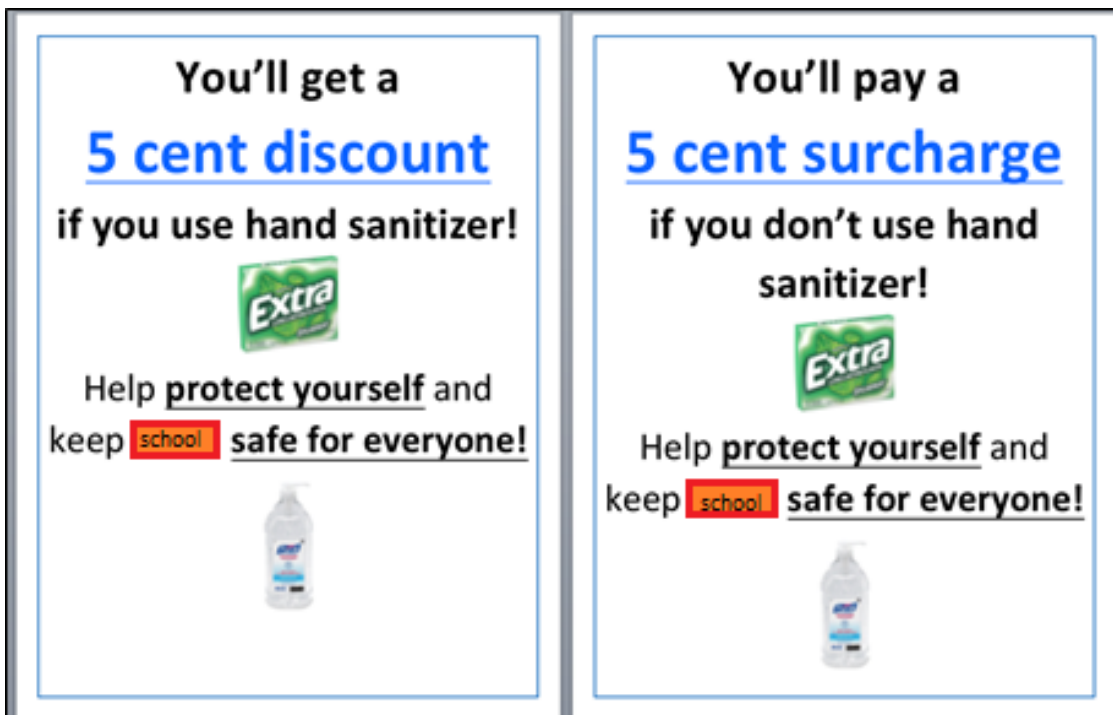 You'll get a
5 cent discount
if you use hand sanitizer!
Extra
Help protect yourself and
keep school safe for everyone!
You'll pay a
5 cent surcharge
if you don't use hand
sanitizer!
Extra
Help protect yourself and
keep school safe for everyone!